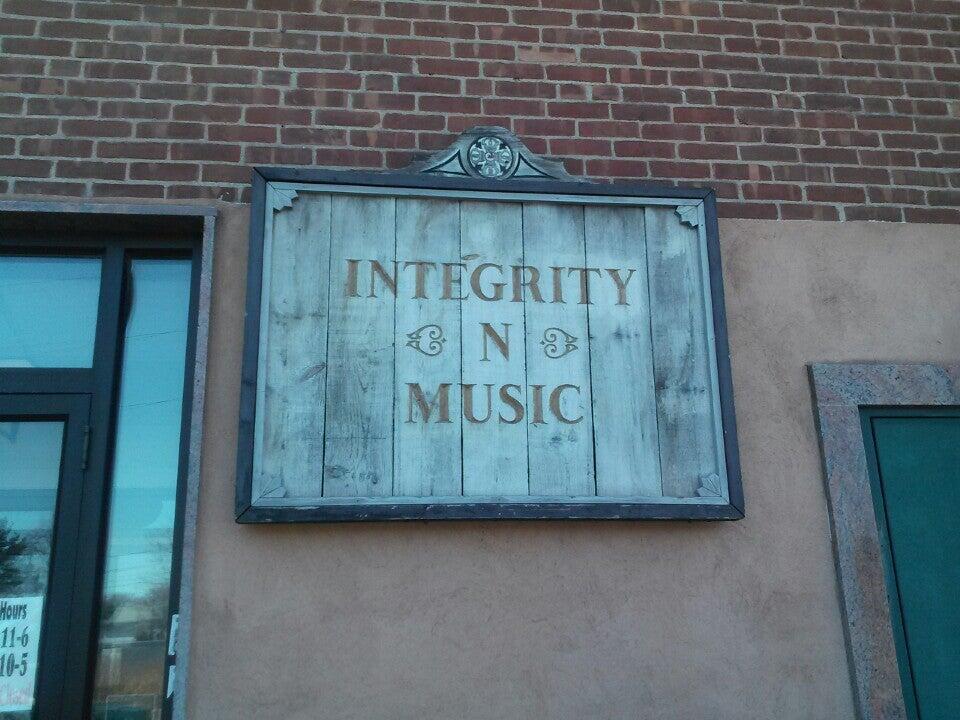 INTEGRITY
N
MUSIC
Hours
11-6
10-5